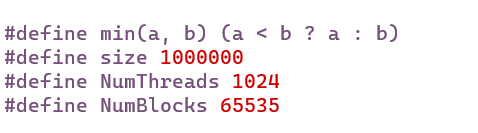 #define min(a, b) (a < b ? a : b)
#define size 1000000
#define NumThreads 1024
#define NumBlocks 65535